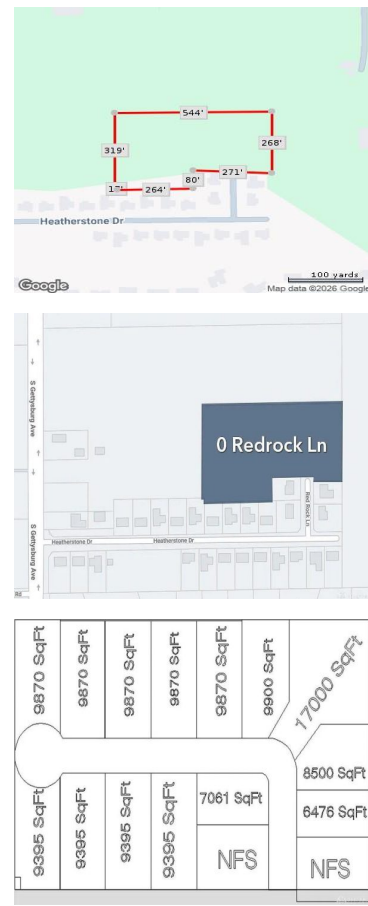 544'
319'
268'
271'
80'
264'
Heatherstone Dr
100 yards
Google
Map data ©2026 Google
S Gettysburg Ave
0 Redrock Ln
Red Rock Ln
S Gettysburg Ave
Heatherstone Dr
Heatherstone Dr
Rd
9870 SqFt
9870 SqFt
9870 SqFt
9870 SqFt
9870 SqFt
9900 SqFt
17000 SqFt
8500 SqFt
7061 SqFt
6476 SqFt
9395 SqFt
9395 SqFt
9395 SqFt
9395 SqFt
NFS
NFS